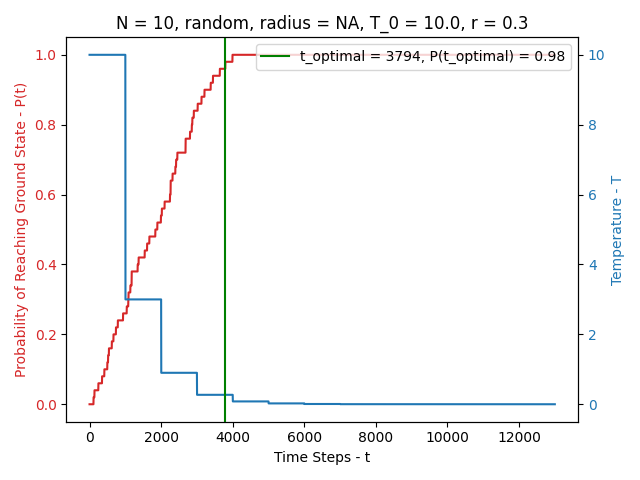 N = 10, random, radius = NA, T_0 = 10.0, r = 0.3
t_optimal = 3794, P(t_optimal) = 0.98
Probability of Reaching Ground State - P(t)
1.0
0.8
0.6
0.4
0.2
0.0
10
8
6
4
2
0
Temperature - T
0 2000 4000 6000 8000 10000 12000
Time Steps - t